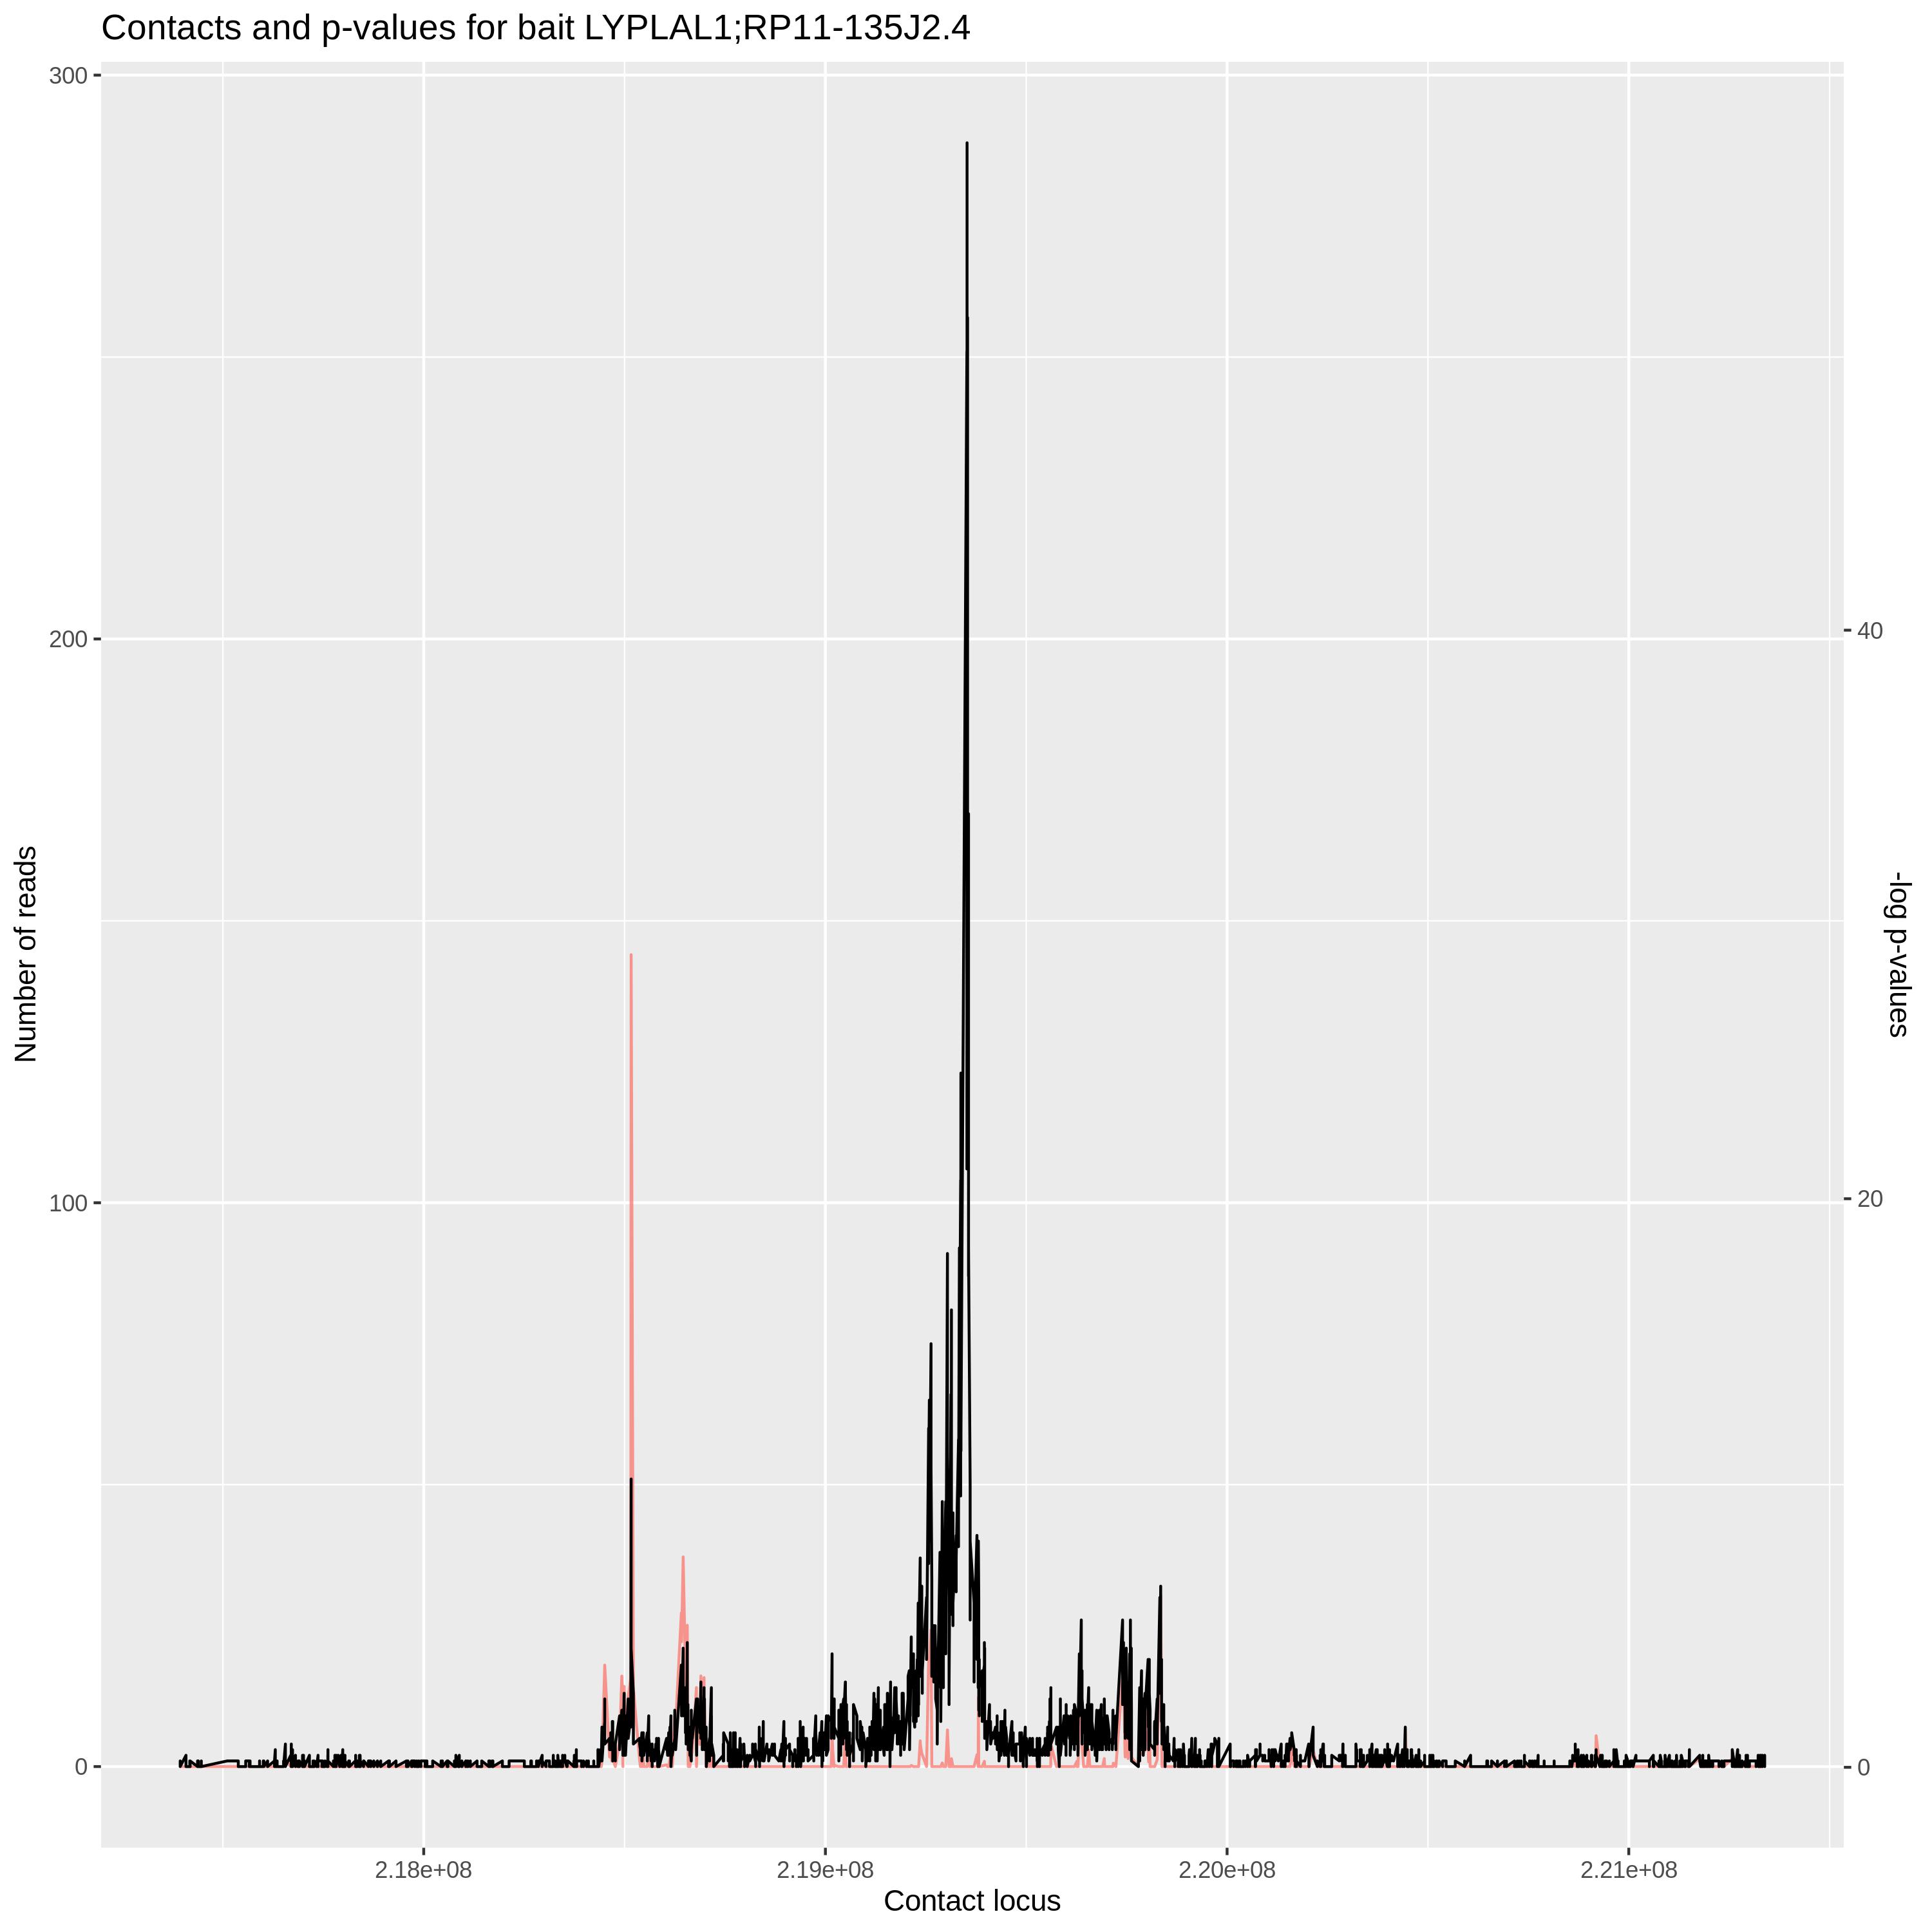 Contacts and p-values for bait LYPLAL1;RP11-135J2.4
300
200
100
0
Number of reads
40
20
0
-log p-values
2.18e+08 2.19e+08 2.20e+08 2.21e+08
Contact locus